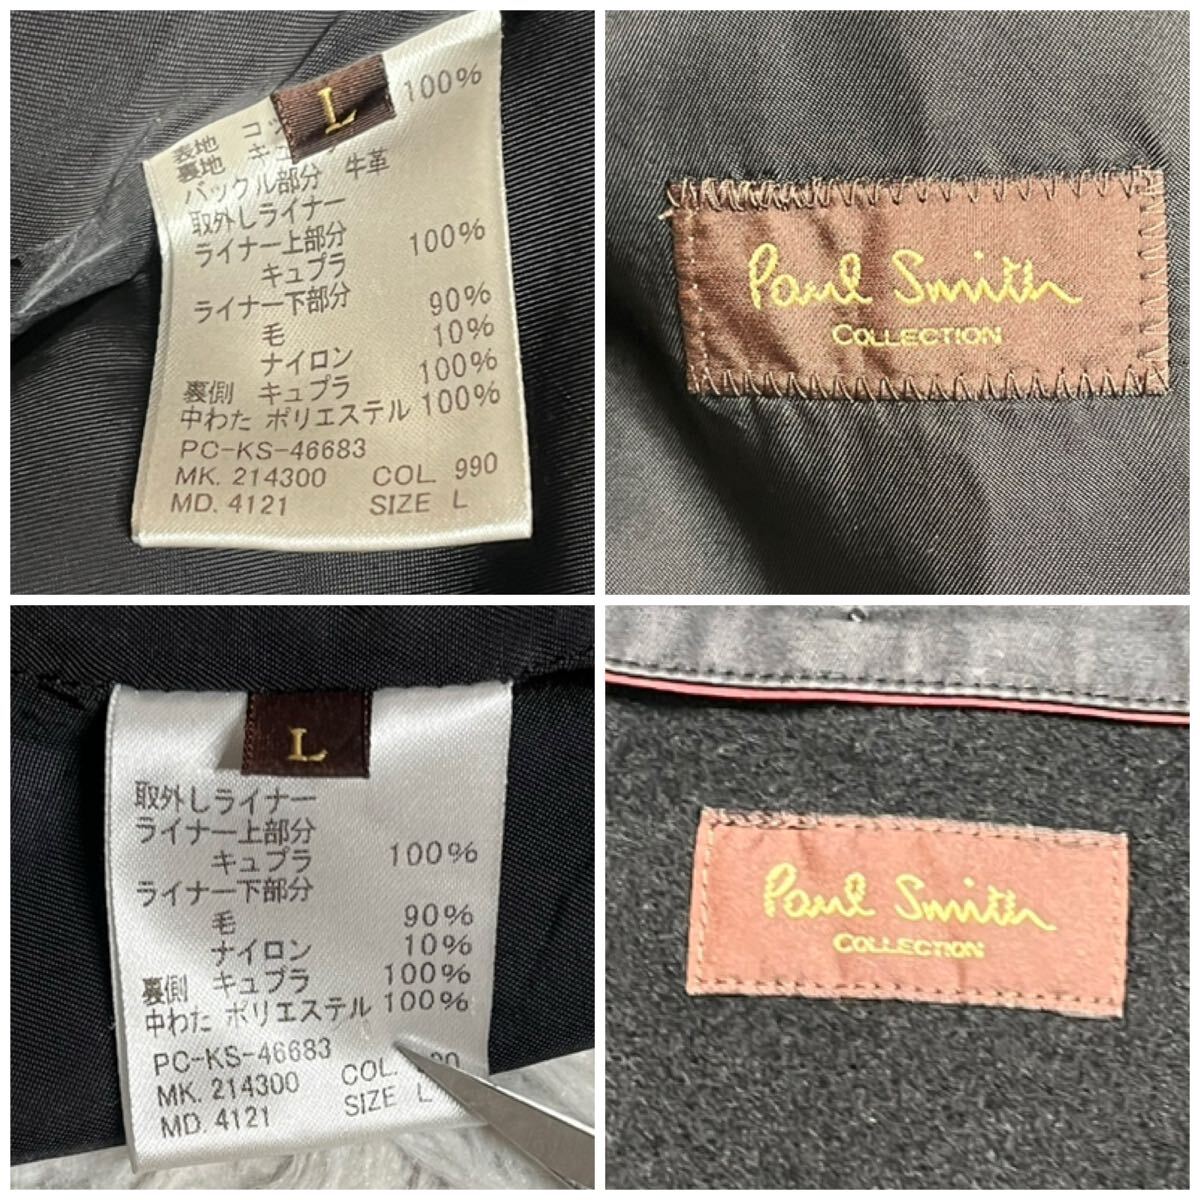 L
表地 コッ 100%
裏地 キュ
バックル部分 牛革
取外しライナー
ライナー上部分
キュプラ 100%
ライナー下部分
毛 90%
ナイロン 10%
裏側 キュプラ 100%
中わた ポリエステル 100%
PC-KS-46683
MK. 214300 COL. 990
MD. 4121 SIZE L
Paul Smith
COLLECTION
L
取外しライナー
ライナー上部分
キュプラ 100%
ライナー下部分
毛 90%
ナイロン 10%
裏側 キュプラ 100%
中わた ポリエステル 100%
PC-KS-46683
MK. 214300 COL.
MD. 4121 SIZE L
Paul Smith
COLLECTION